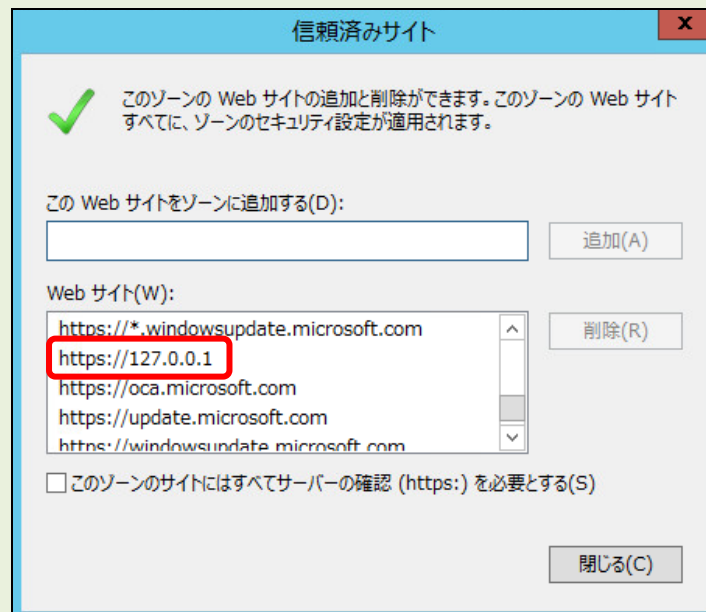 信頼済みサイト
x
このゾーンの Web サイトの追加と削除ができます。このゾーンの Web サイト
すべてに、ゾーンのセキュリティ設定が適用されます。
この Web サイトをゾーンに追加する(D):
追加(A)
Web サイト(W):
https://*.windowsupdate.microsoft.com
削除(R)
https://127.0.0.1
https://oca.microsoft.com
https://update.microsoft.com
https://windowsupdate.microsoft.com
このゾーンのサイトにはすべてサーバーの確認 (https:) を必要とする(S)
閉じる(C)